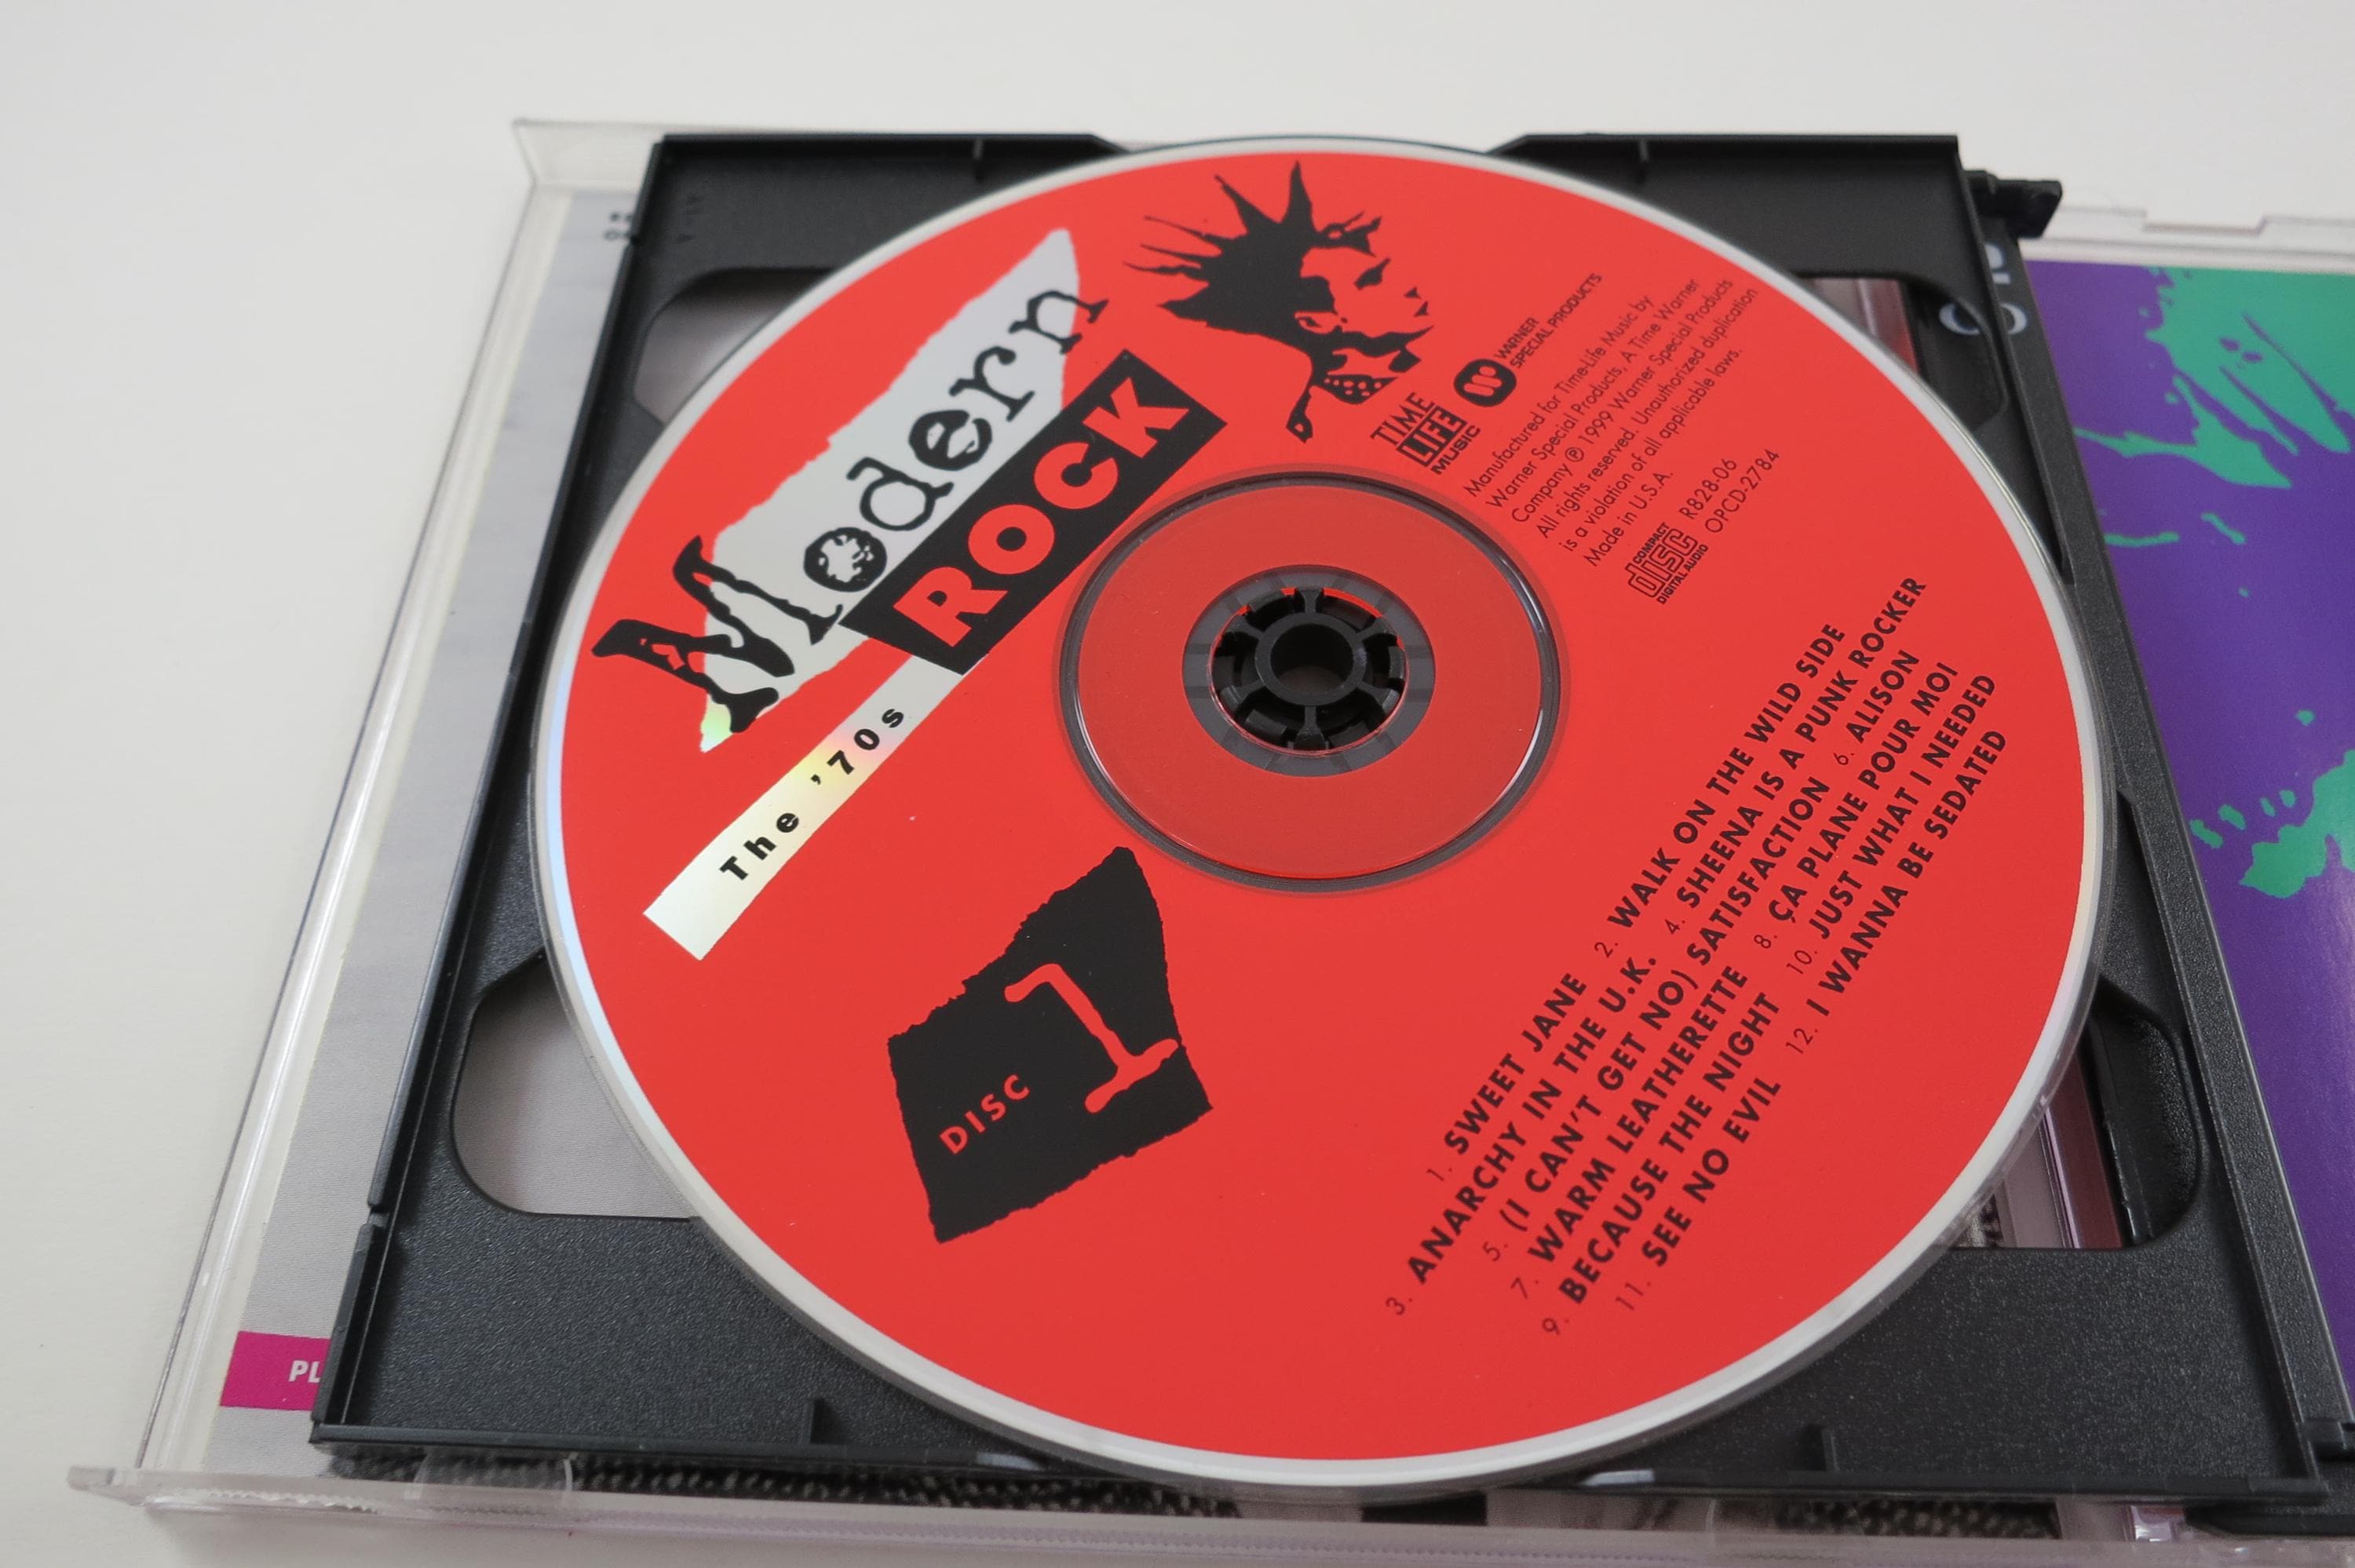 Modern
ROCK
The '70s
DISC 1
TIME
LIFE
MUSIC
WARNER
SPECIAL PRODUCTS
Manufactured for Time-Life Music by
Warner Special Products, A Time Warner
Company ℗ 1999 Warner Special Products
All rights reserved. Unauthorized duplication
is a violation of all applicable laws.
Made in U.S.A.
COMPACT
disc
DIGITAL AUDIO
R828-06
OPCD-2784
1. SWEET JANE 2. WALK ON THE WILD SIDE
3. ANARCHY IN THE U.K. 4. SHEENA IS A PUNK ROCKER
5. (I CAN'T GET NO) SATISFACTION 6. ALISON
7. WARM LEATHERETTE 8. ÇA PLANE POUR MOI
9. BECAUSE THE NIGHT 10. JUST WHAT I NEEDED
11. SEE NO EVIL 12. I WANNA BE SEDATED
PL